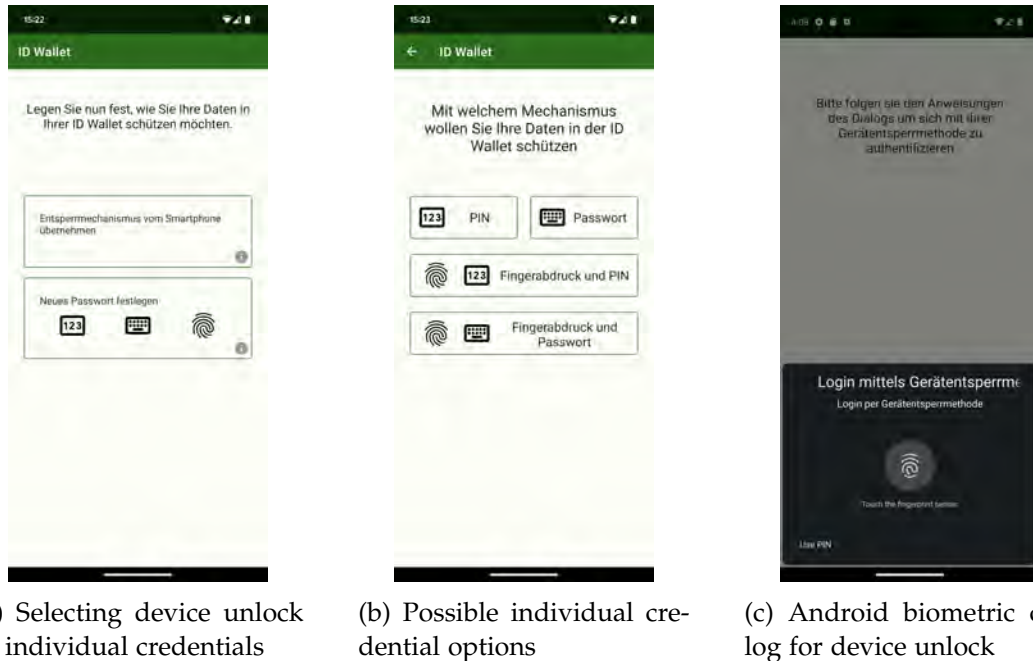 15:22
ID Wallet
Legen Sie nun fest, wie Sie Ihre Daten in
Ihrer ID Wallet schützen möchten.
Entsperrmechanismus vom Smartphone
übernehmen
Neues Passwort festlegen
123
) Selecting device unlock
individual credentials
15:23
ID Wallet
Mit welchem Mechanismus
wollen Sie Ihre Daten in der ID
Wallet schützen
123 PIN
Passwort
123 Fingerabdruck und PIN
Fingerabdruck und
Passwort
(b) Possible individual cre-
dential options
Bitte folgen sie den Anweisungen
des Dialogs um sich mit ihrer
Gerätentsperrmethode zu
authentifizieren
Login mittels Gerätentsperrme
Login per Gerätentsperrmethode
Touch the fingerprint sensor
Use PIN
(c) Android biometric
log for device unlock